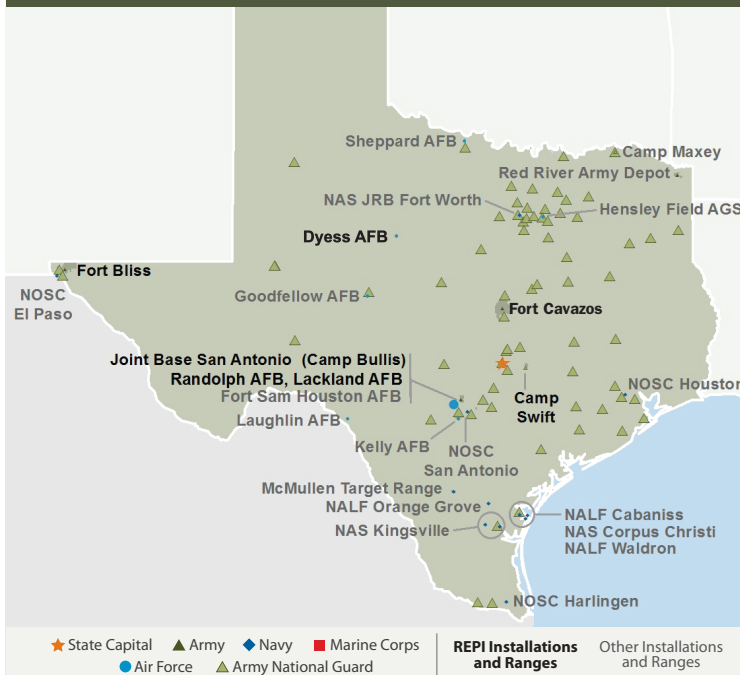 Sheppard AFB
Camp Maxey
Red River Army Depot
NAS JRB Fort Worth
Hensley Field AGS
Dyess AFB
Fort Bliss
NOSC
El Paso
Goodfellow AFB
Fort Cavazos
Joint Base San Antonio (Camp Bullis)
Randolph AFB, Lackland AFB
Fort Sam Houston AFB
Camp
Swift
NOSC Houston
Laughlin AFB
Kelly AFB
NOSC
San Antonio
McMullen Target Range
NALF Orange Grove
NAS Kingsville
NALF Cabaniss
NAS Corpus Christi
NALF Waldron
NOSC Harlingen
State Capital
Army
Navy
Marine Corps
Air Force
Army National Guard
REPI Installations
and Ranges
Other Installations
and Ranges